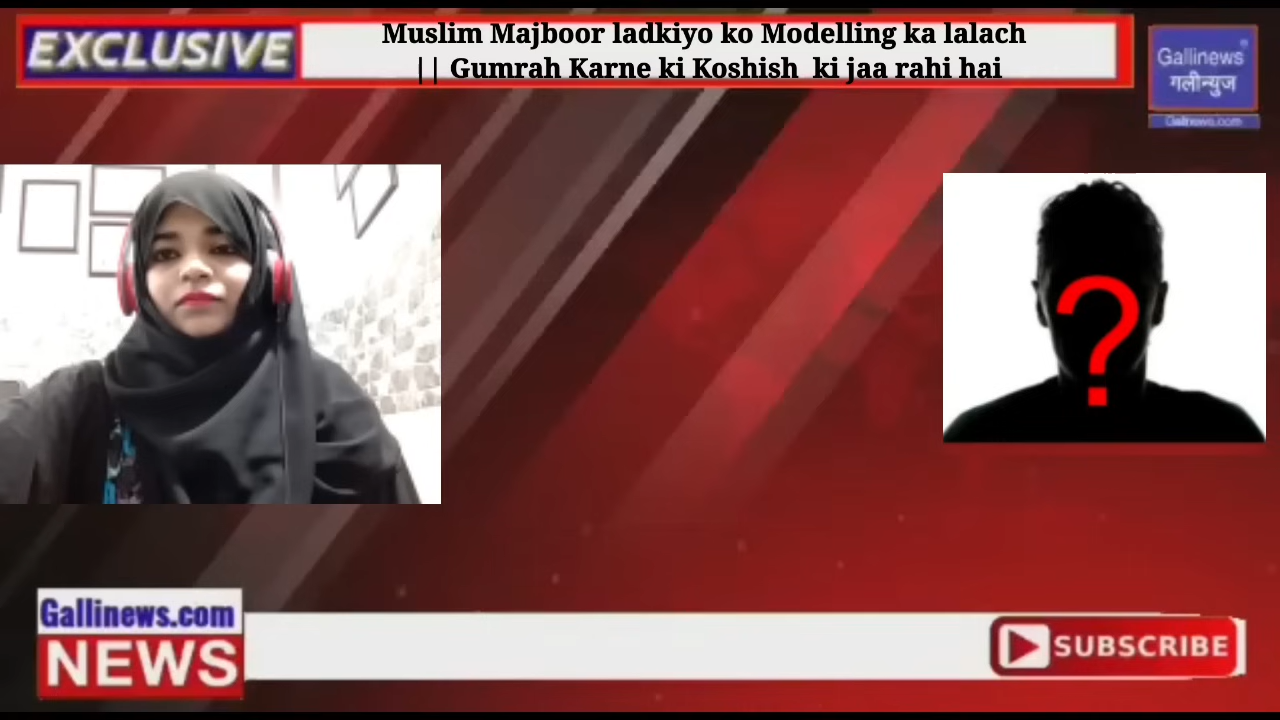 EXCLUSIVE
Muslim Majboor ladkiyo ko Modelling ka lalach
|| Gumrah Karne ki Koshish ki jaa rahi hai
Gallinews®
गलीन्युज
Gallinews.com
?
Gallinews.com
NEWS
SUBSCRIBE